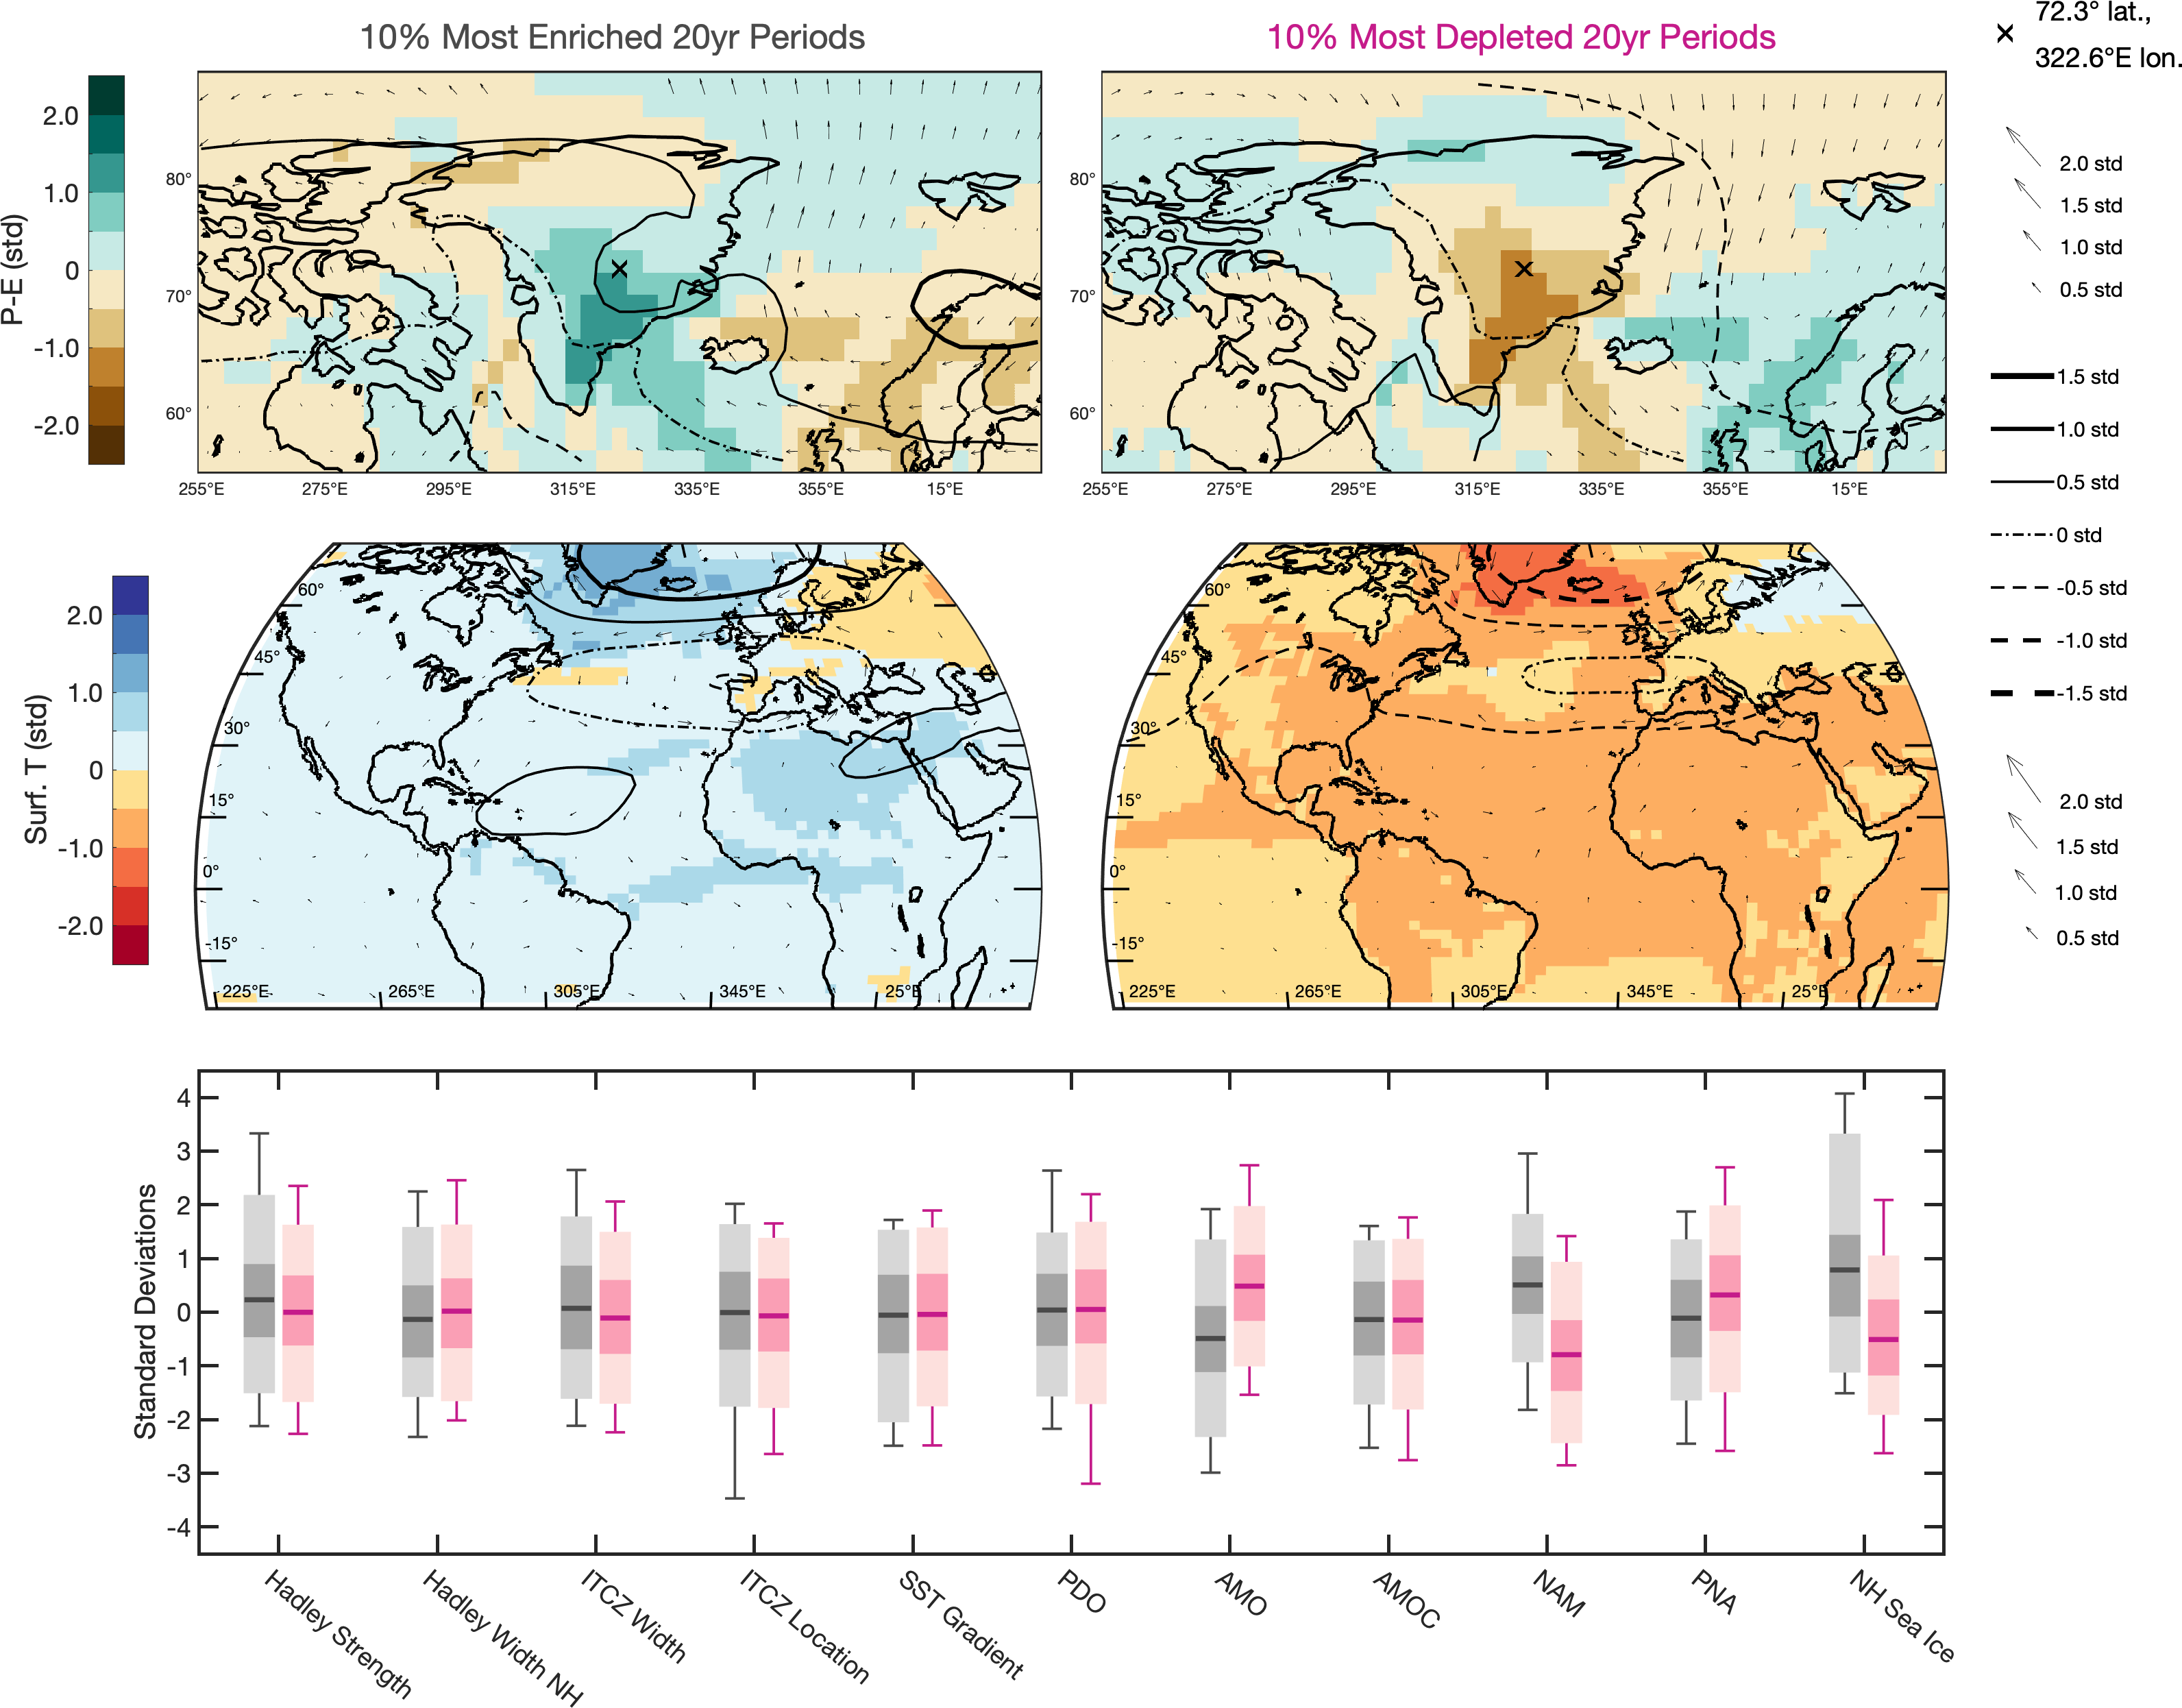 10% Most Enriched 20yr Periods
10% Most Depleted 20yr Periods
72.3° lat.,
322.6°E lon.
P-E (std)
2.0
1.0
0
-1.0
-2.0
80°
70°
60°
255°E 275°E 295°E 315°E 335°E 355°E 15°E
80°
70°
60°
255°E 275°E 295°E 315°E 335°E 355°E 15°E
2.0 std
1.5 std
1.0 std
0.5 std
1.5 std
1.0 std
0.5 std
0 std
-0.5 std
-1.0 std
-1.5 std
Surf. T (std)
2.0
1.0
0
-1.0
-2.0
60°
45°
30°
15°
0°
-15°
225°E 265°E 305°E 345°E 25°E
60°
45°
30°
15°
0°
-15°
225°E 265°E 305°E 345°E 25°E
2.0 std
1.5 std
1.0 std
0.5 std
Standard Deviations
4
3
2
1
0
-1
-2
-3
-4
Hadley Strength
Hadley Width NH
ITCZ Width
ITCZ Location
SST Gradient
PDO
AMO
AMOC
NAM
PNA
NH Sea Ice